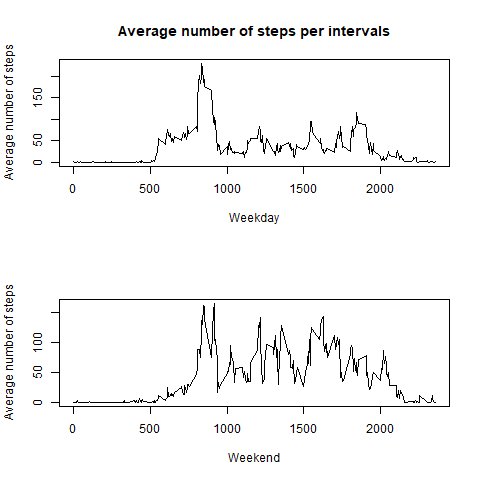 Average number of steps per intervals
Average number of steps
0 50 150
0 500 1000 1500 2000
Weekday
Average number of steps
0 50 100
0 500 1000 1500 2000
Weekend